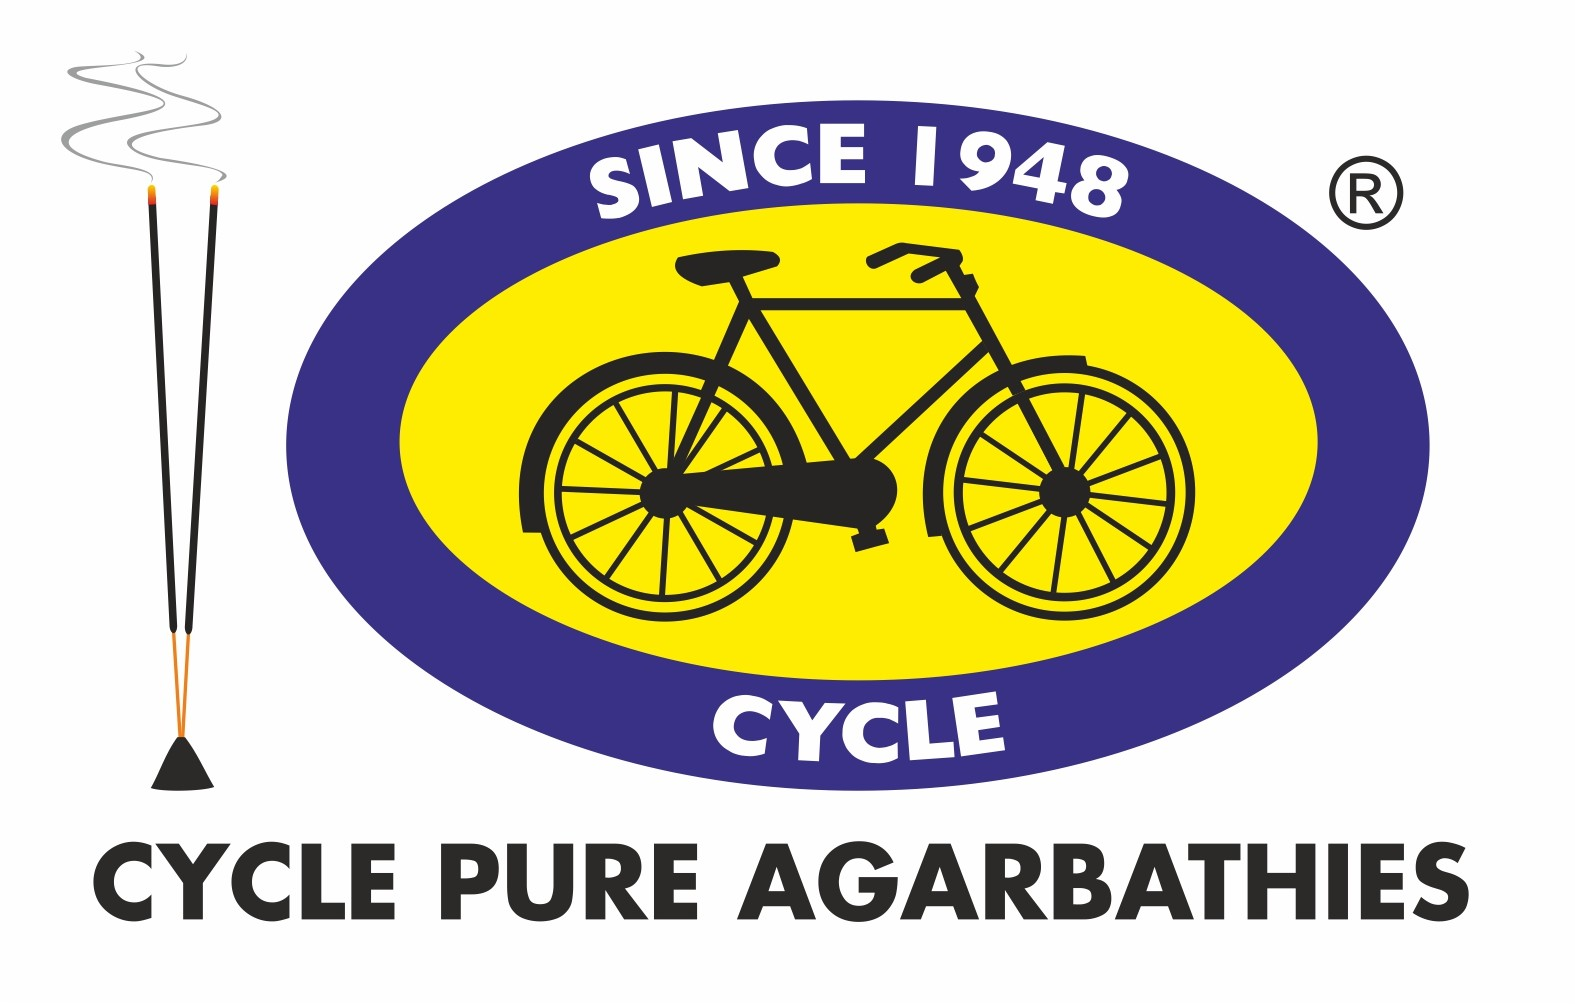 SINCE 1948
®
CYCLE
CYCLE PURE AGARBATHIES